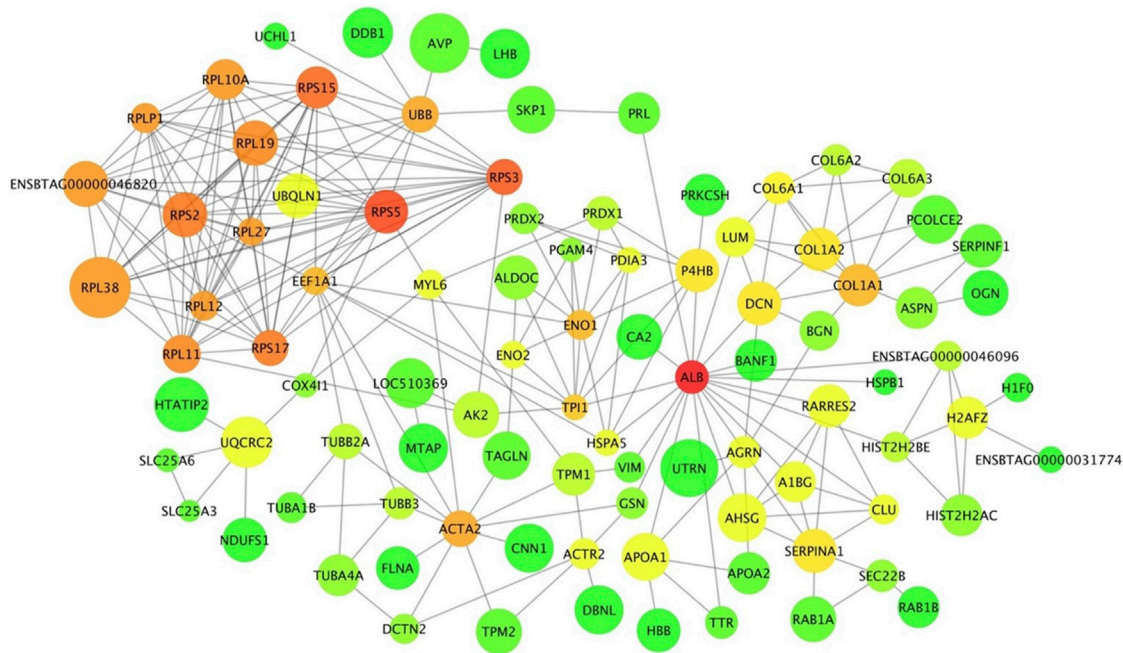 UCHL1
DDB1
AVP
LHB
RPL10A
RPS15
RPLP1
UBB
SKP1
PRL
RPL19
ENSBTAG00000046820
UBQLN1
RPS3
RPS2
RPS5
RPL27
PRDX2
PRDX1
PRKCSH
COL6A2
COL6A1
COL6A3
PCOLCE2
LUM
COL1A2
SERPINF1
PGAM4
PDIA3
P4HB
RPL38
EEF1A1
MYL6
ALDOC
COL1A1
OGN
RPL12
DCN
ASPN
ENO1
BGN
CA2
RPL11
RPS17
ENO2
BANF1
ENSBTAG00000046096
ALB
HSPB1
H1F0
COX4I1
LOC510369
HTATIP2
AK2
TPI1
RARRES2
H2AFZ
UQCRC2
TUBB2A
MTAP
HSPA5
HIST2H2BE
SLC25A6
TAGLN
TPM1
VIM
UTRN
AGRN
ENSBTAG00000031774
A1BG
SLC25A3
TUBA1B
TUBB3
GSN
AHSG
CLU
HIST2H2AC
ACTA2
NDUFS1
CNN1
ACTR2
APOA1
SERPINA1
FLNA
TUBA4A
APOA2
SEC22B
DBNL
RAB1B
DCTN2
TPM2
HBB
TTR
RAB1A